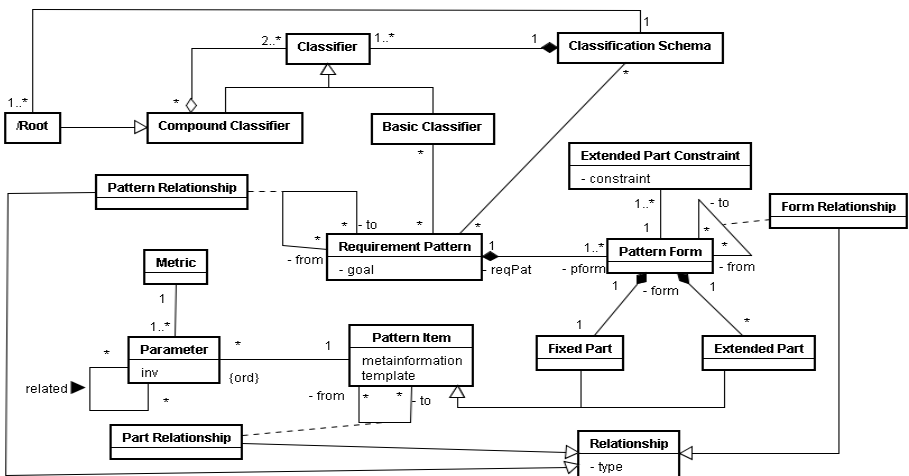 1
2..*
Classifier
1..*
1
Classification Schema
*
1..*
*
/Root
Compound Classifier
Basic Classifier
*
Extended Part Constraint
- constraint
Pattern Relationship
1..*
- to
Form Relationship
*
- to
*
*
1
*
*
Requirement Pattern
1
1..*
Pattern Form
*
- from
- goal
- reqPat
- pform
- from
Metric
1
- form
1
1
1..*
1
*
Pattern Item
*
Parameter
*
1
metainformation
Fixed Part
Extended Part
inv
{ord}
template
related
*
- from
*
*
- to
Part Relationship
Relationship
- type